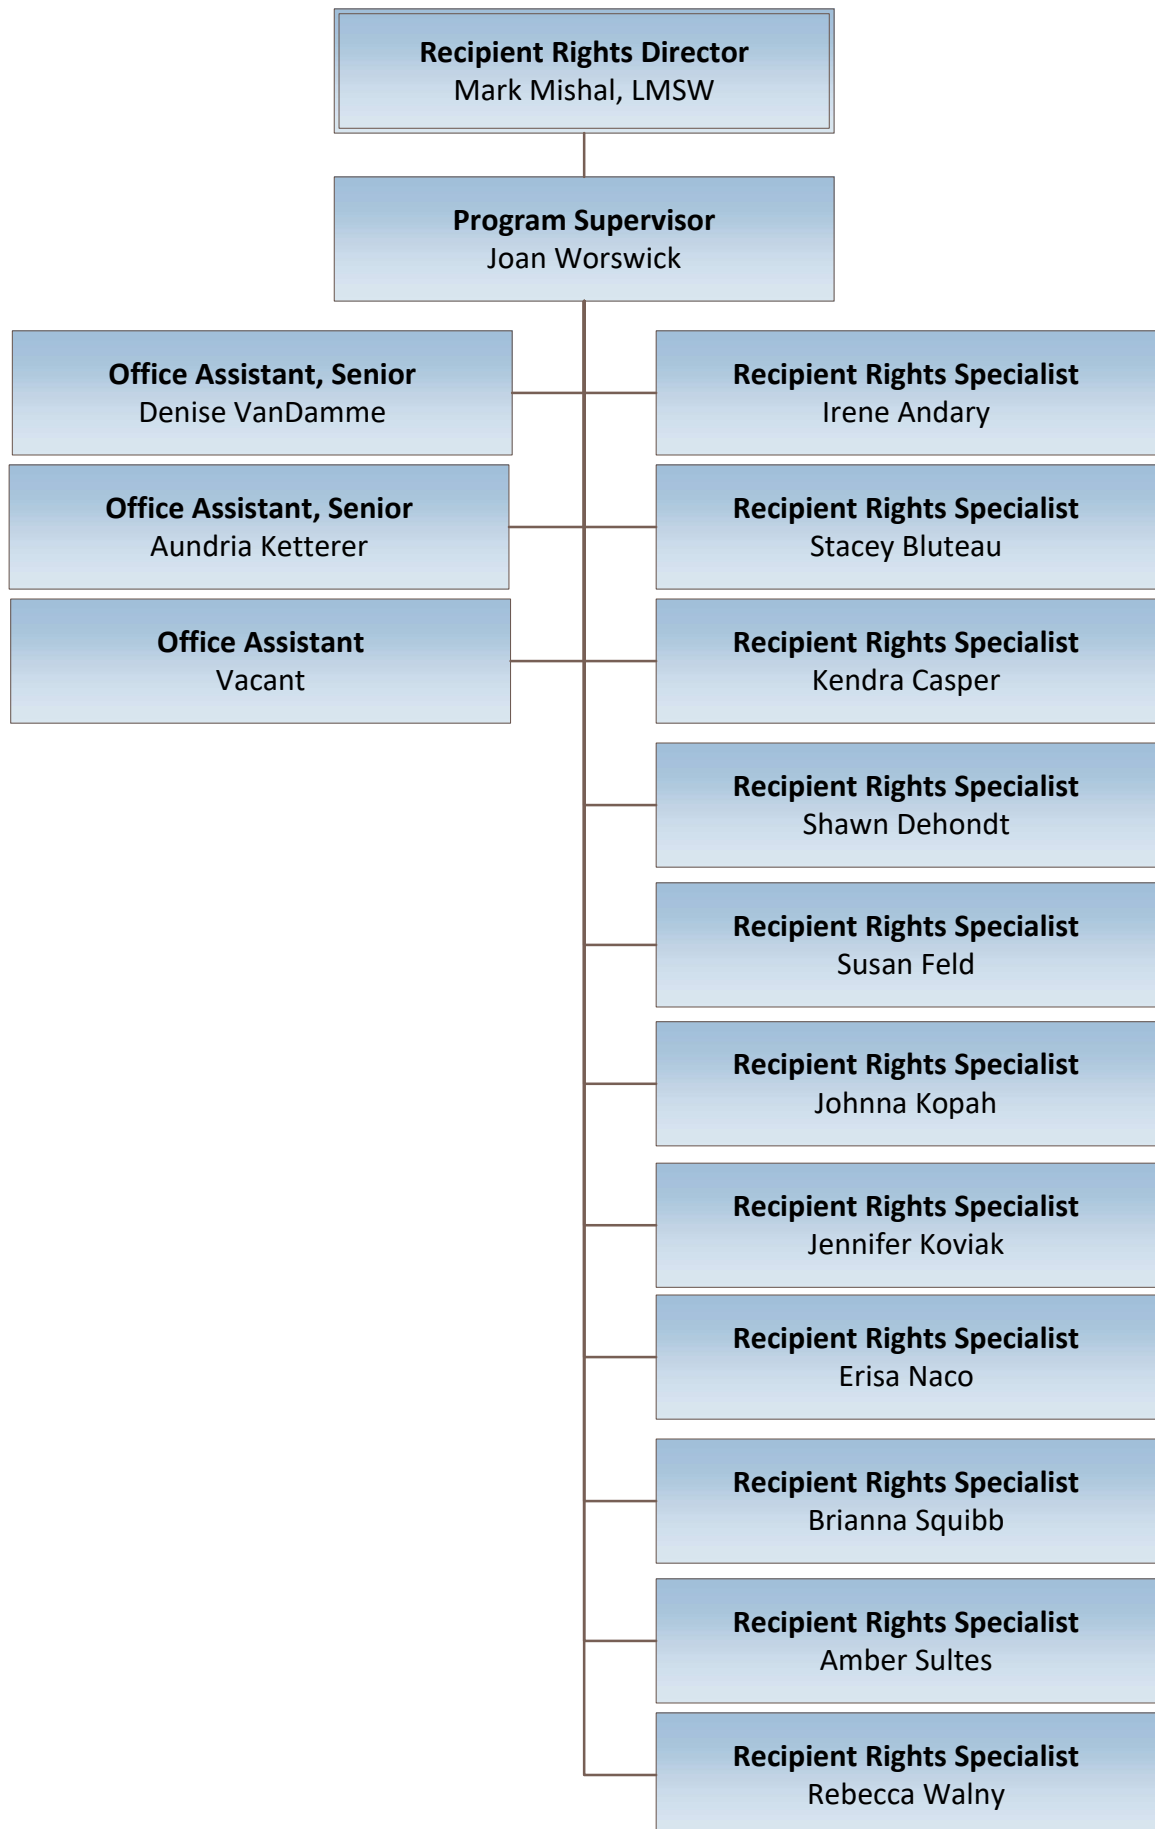 Recipient Rights Director
Mark Mishal, LMSW
Program Supervisor
Joan Worswick
Office Assistant, Senior
Denise VanDamme
Recipient Rights Specialist
Irene Andary
Office Assistant, Senior
Aundria Ketterer
Recipient Rights Specialist
Stacey Bluteau
Office Assistant
Vacant
Recipient Rights Specialist
Kendra Casper
Recipient Rights Specialist
Shawn Dehondt
Recipient Rights Specialist
Susan Feld
Recipient Rights Specialist
Johnna Kopah
Recipient Rights Specialist
Jennifer Koviak
Recipient Rights Specialist
Erisa Naco
Recipient Rights Specialist
Brianna Squibb
Recipient Rights Specialist
Amber Sultes
Recipient Rights Specialist
Rebecca Walny